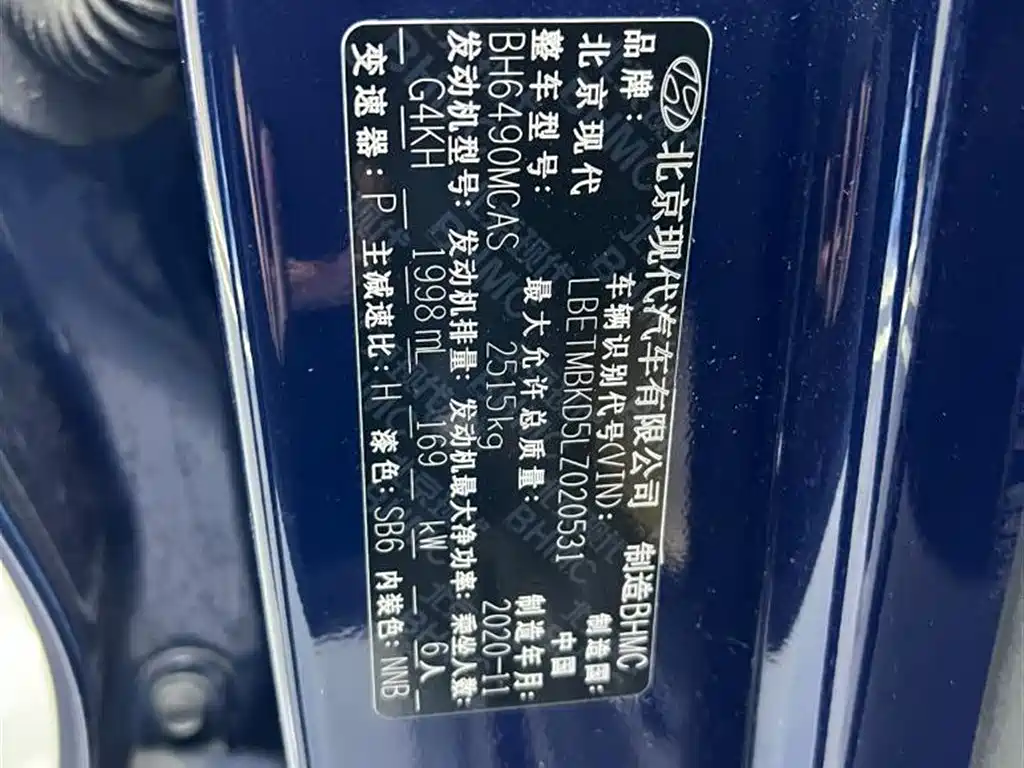 北京现代汽车有限公司 制造BHMC
品牌: 车辆识别代号(VIN): 制造国:
北京现代 LBETMBKD5LZ020531 中国
整车型号: 最大允许总质量: 制造年月:
BH6490MCAS 2515kg 2020-11
发动机型号: 发动机排量: 发动机最大净功率: 乘坐人数:
G4KH 1998mL 169 kW 6人
变速器: P 主减速比: H 漆色: SB6 内装色: NNB